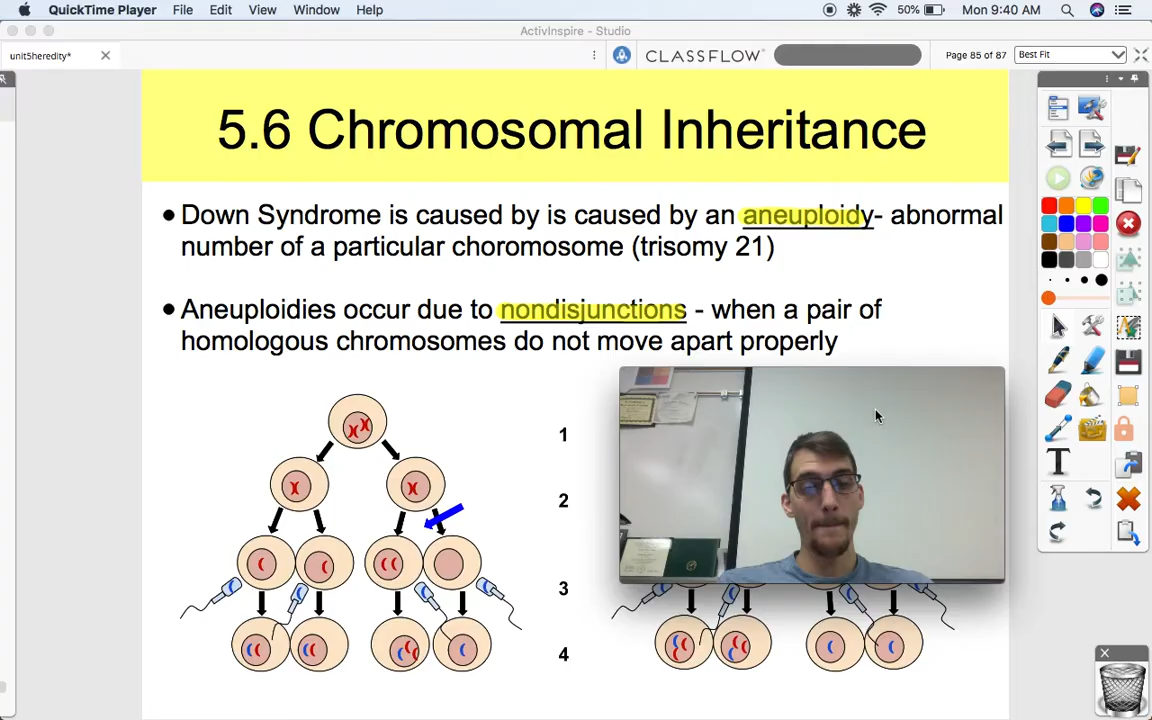 QuickTime Player File Edit View Window Help 50% Mon 9:40 AM
ActivInspire - Studio
unit5heredity* CLASSFLOW Page 85 of 87 Best Fit
5.6 Chromosomal Inheritance
• Down Syndrome is caused by is caused by an aneuploidy- abnormal
number of a particular choromosome (trisomy 21)
• Aneuploidies occur due to nondisjunctions - when a pair of
homologous chromosomes do not move apart properly
1
2
3
4